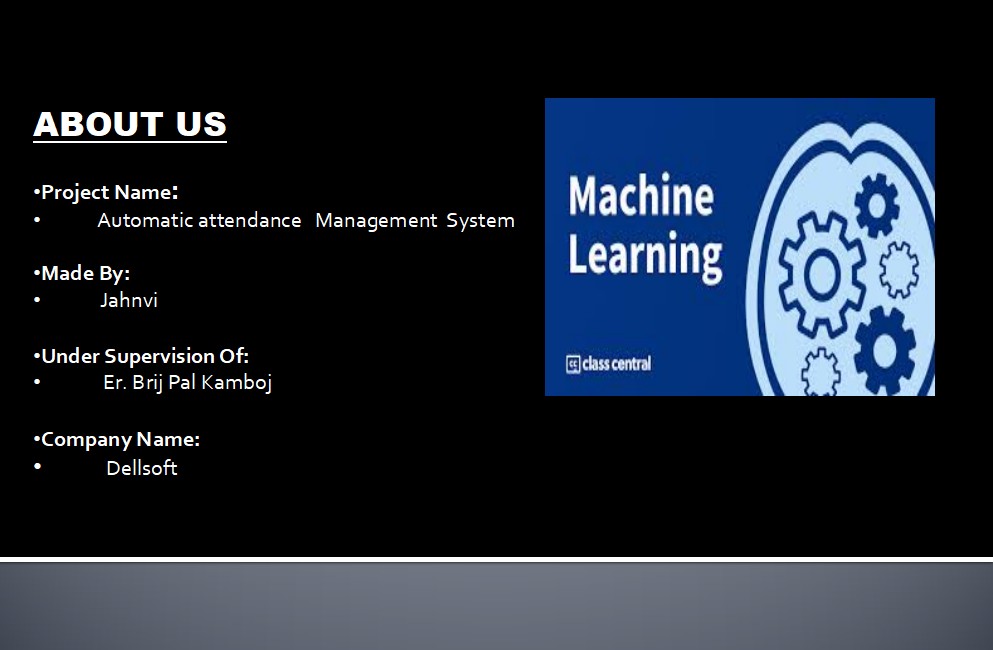 ABOUT US
•Project Name:
• Automatic attendance Management System
•Made By:
• Jahnvi
•Under Supervision Of:
• Er. Brij Pal Kamboj
•Company Name:
• Dellsoft
Machine
Learning
cc class central